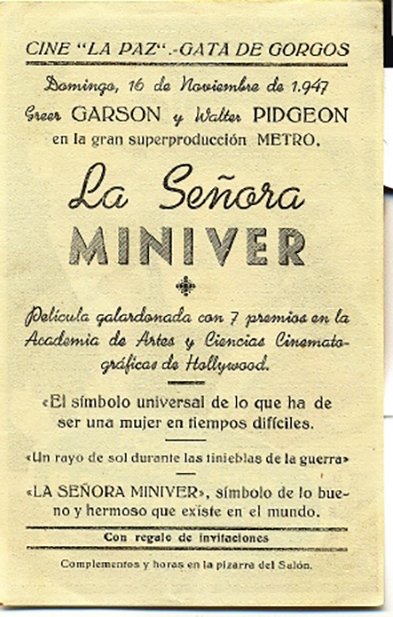 CINE "LA PAZ".-GATA DE GORGOS
Domingo, 16 de Noviembre de 1.947
Greer GARSON y Walter PIDGEON
en la gran superproducción METRO.
La Señora
MINIVER
Película galardonada con 7 premios en la
Academia de Artes y Ciencias Cinemato-
gráficas de Hollywood.
«El símbolo universal de lo que ha de
ser una mujer en tiempos difíciles.
«Un rayo de sol durante las tinieblas de la guerra»
«LA SEÑORA MINIVER», símbolo de lo bue-
no y hermoso que existe en el mundo.
Con regalo de invitaciones
Complementos y horas en la pizarra del Salón.